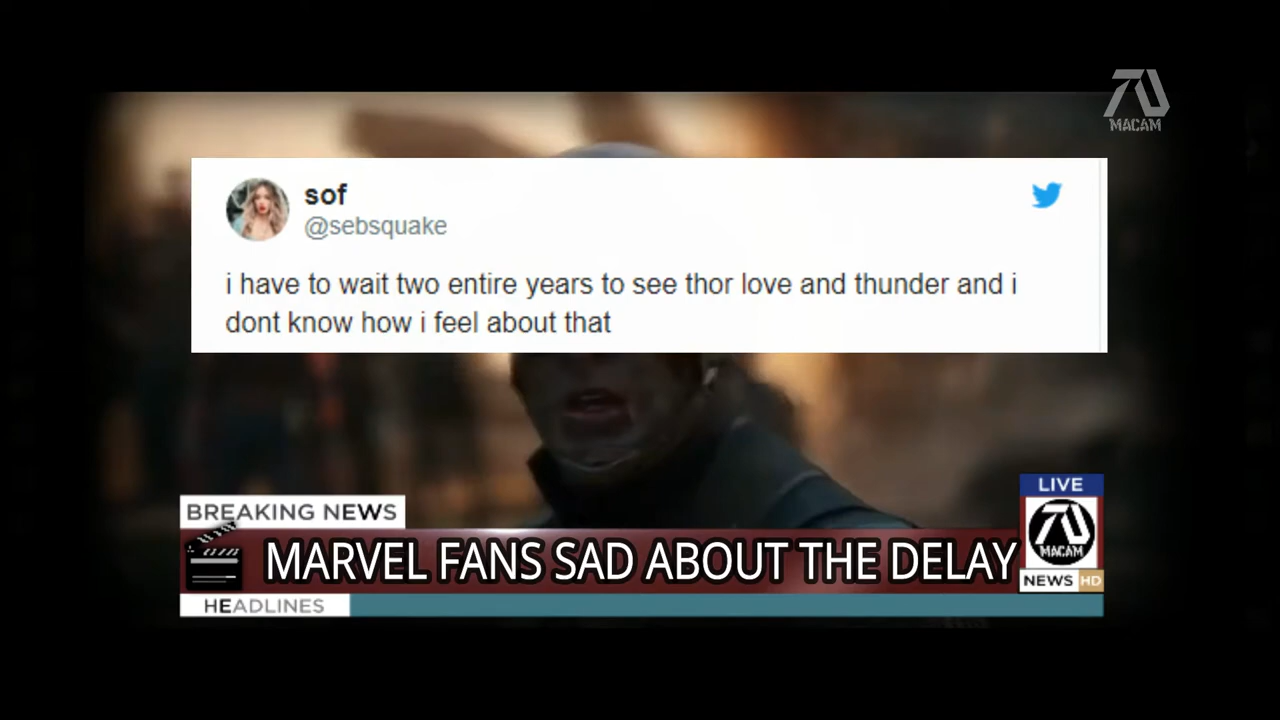 MACAM
sof
@sebsquake
i have to wait two entire years to see thor love and thunder and i
dont know how i feel about that
BREAKING NEWS
MARVEL FANS SAD ABOUT THE DELAY
HEADLINES
LIVE
MACAM
NEWS HD